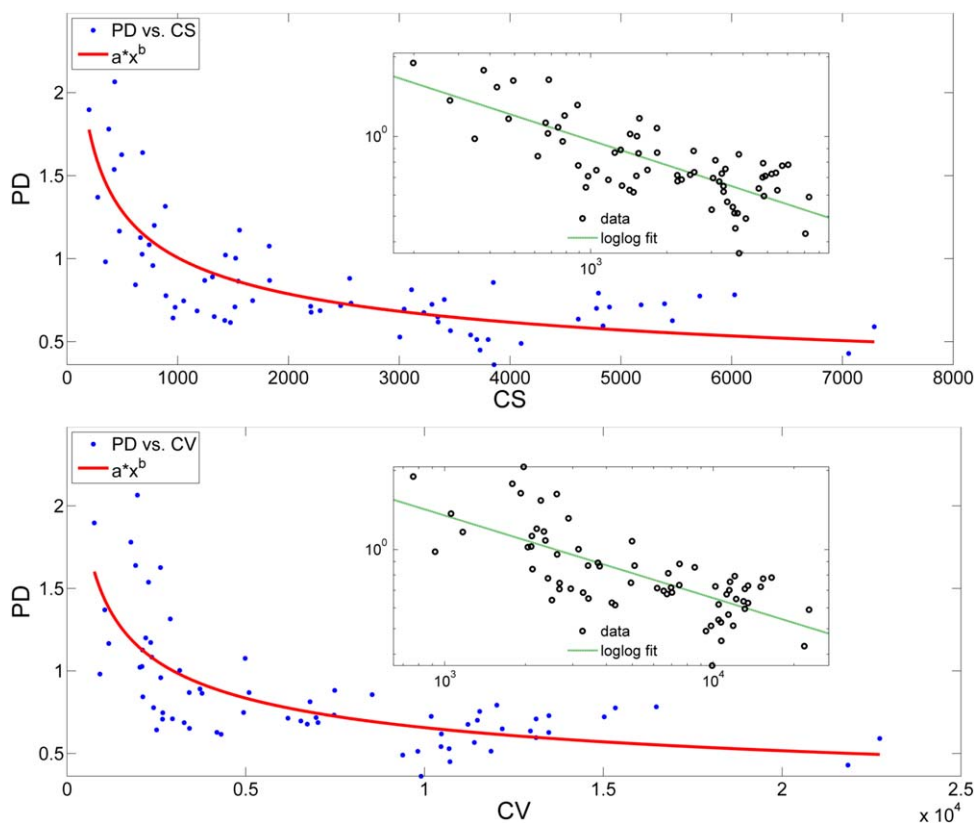 PD vs. CS
a*x^b
2
1.5
1
0.5
PD
10^0
data
loglog fit
10^3
0 1000 2000 3000 4000 5000 6000 7000 8000
CS
PD vs. CV
a*x^b
2
1.5
1
0.5
PD
10^0
data
loglog fit
10^3 10^4
0 0.5 1 1.5 2 2.5
CV
x 10^4